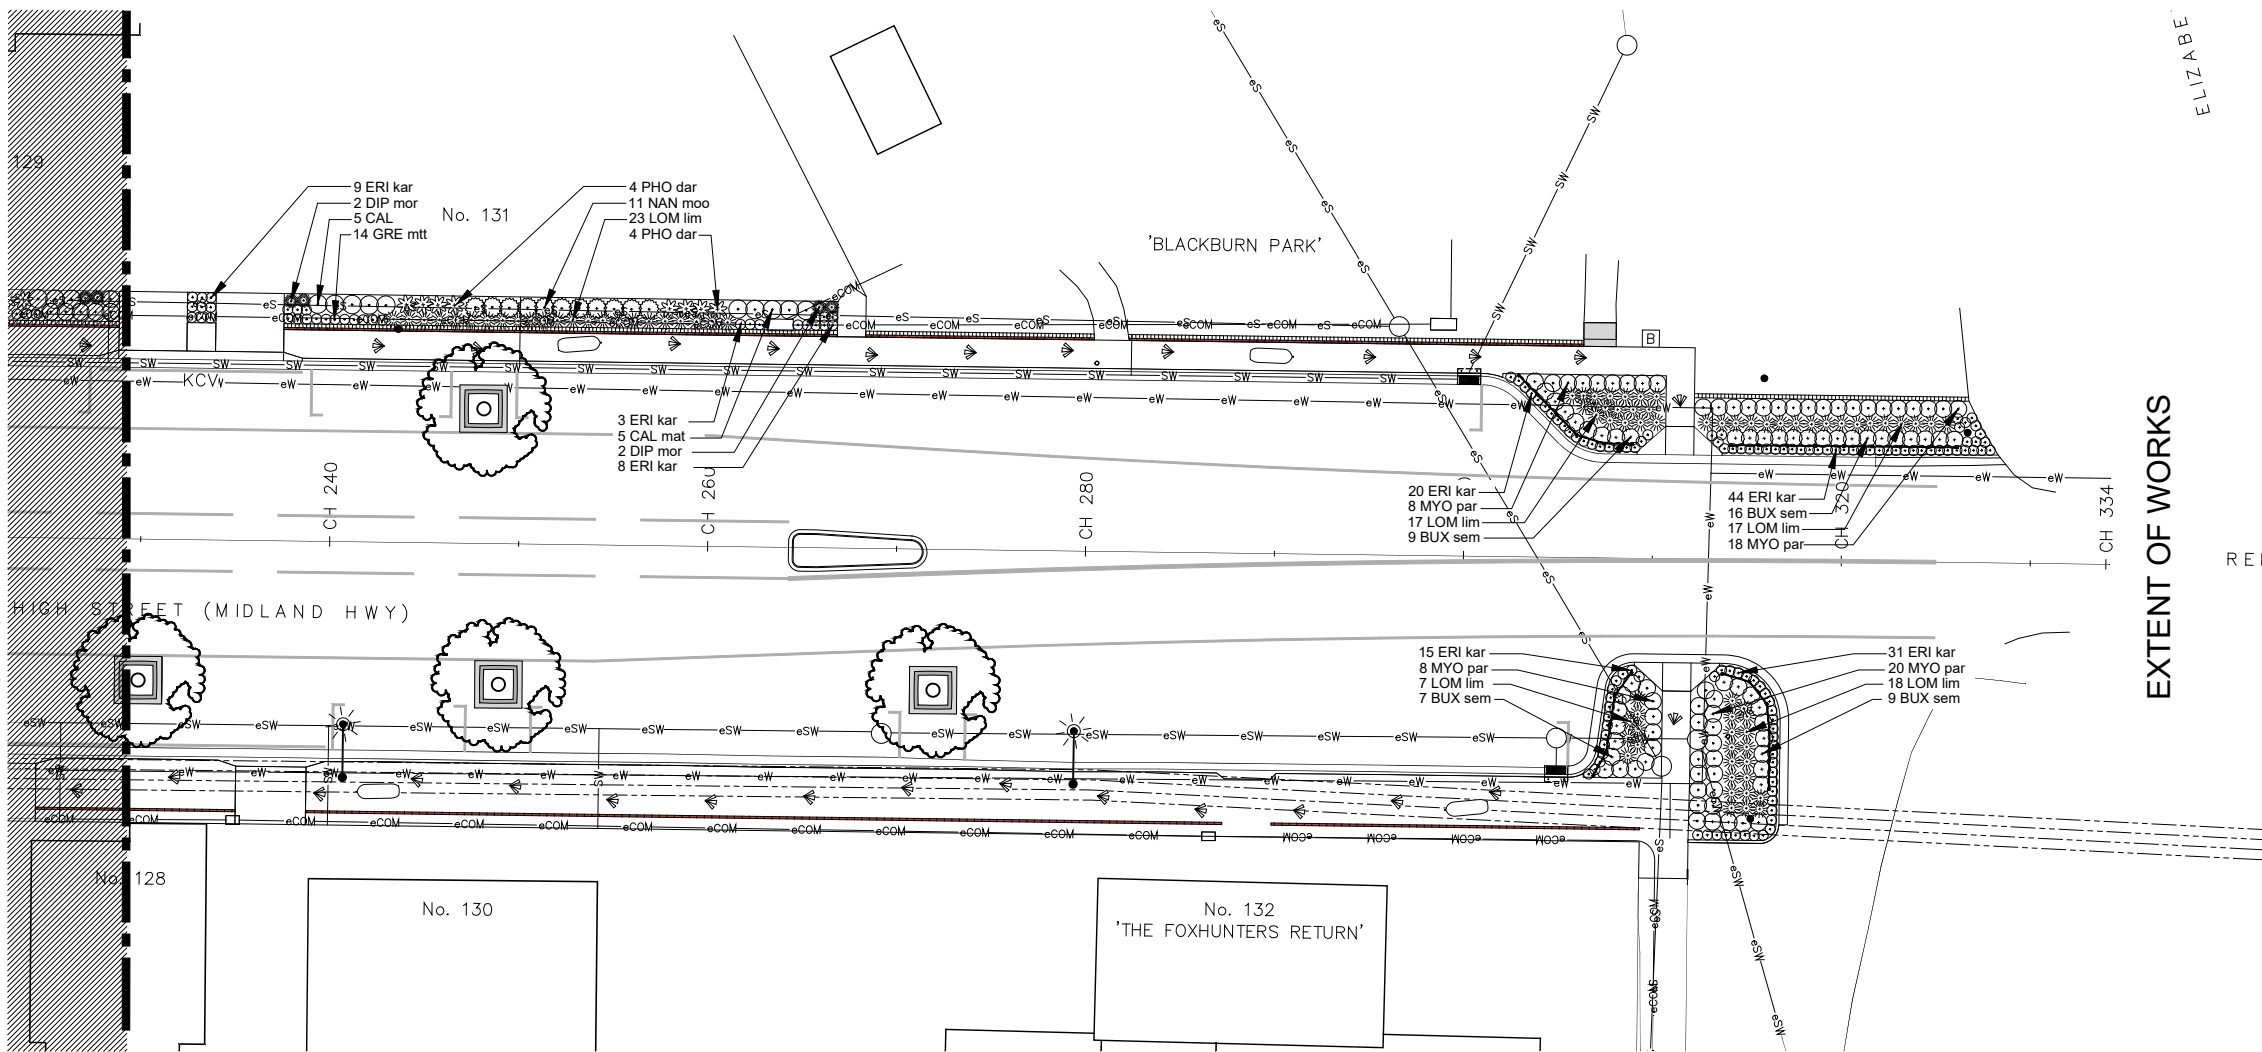 ELIZABE
129
9 ERI kar
2 DIP mor
5 CAL
14 GRE mtt
No. 131
4 PHO dar
11 NAN moo
23 LOM lim
4 PHO dar
'BLACKBURN PARK'
B
KCV
3 ERI kar
5 CAL mat
2 DIP mor
8 ERI kar
20 ERI kar
8 MYO par
17 LOM lim
9 BUX sem
44 ERI kar
16 BUX sem
17 LOM lim
18 MYO par
CH 240
CH 260
CH 280
CH 320
CH 334
EXTENT OF WORKS
HIGH STREET (MIDLAND HWY)
15 ERI kar
8 MYO par
7 LOM lim
7 BUX sem
31 ERI kar
20 MYO par
18 LOM lim
9 BUX sem
No. 128
No. 130
No. 132
'THE FOXHUNTERS RETURN'
eS
eCOM
SW
eW
eSW